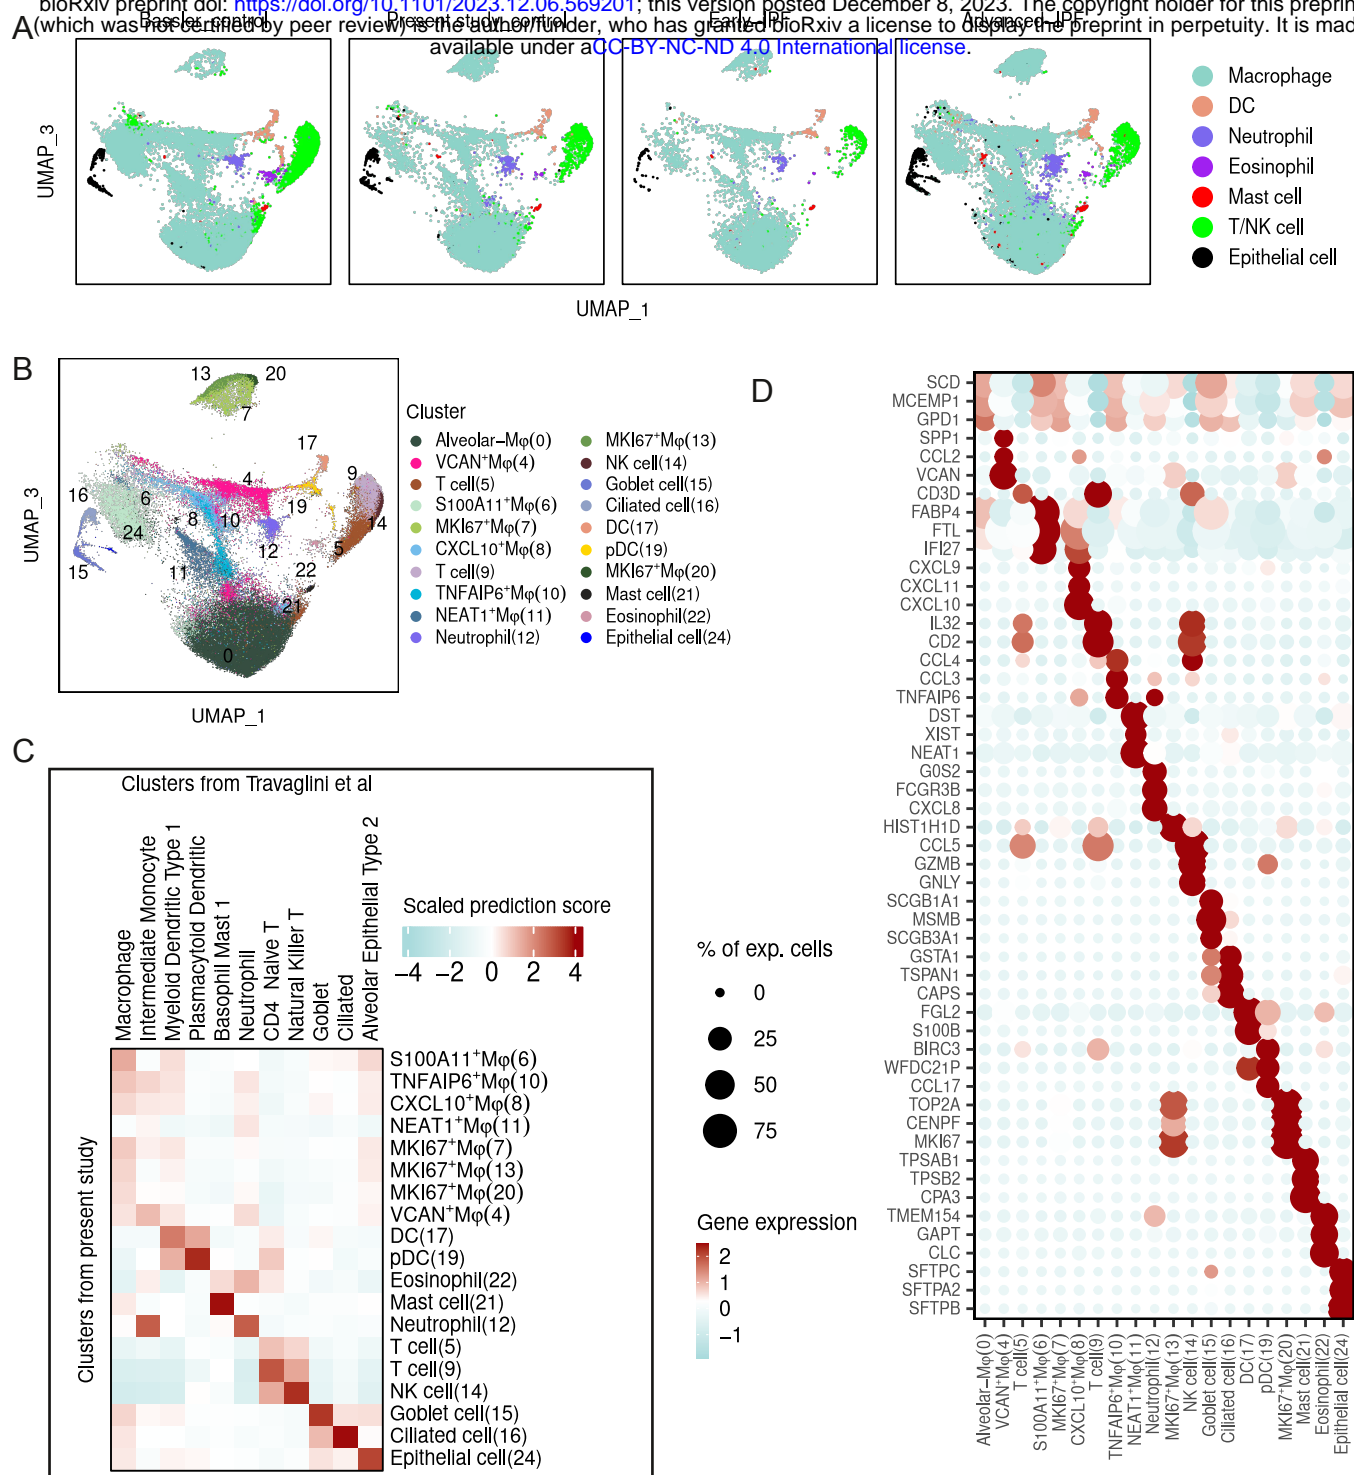 bioRxiv preprint doi: https://doi.org/10.1101/2023.12.06.569201; this version posted December 8, 2023. The copyright holder for this preprint
(which was not certified by peer review) is the author/funder, who has granted bioRxiv a license to display the preprint in perpetuity. It is made
available under aCC-BY-NC-ND 4.0 International license.
A
Bassler_control
Present study_control
Early_IPF
Advanced_IPF
UMAP_3
UMAP_1
Macrophage
DC
Neutrophil
Eosinophil
Mast cell
T/NK cell
Epithelial cell
B
13
20
7
17
4
9
16
6
19
8
10
14
24
12
5
11
15
22
21
0
UMAP_3
UMAP_1
Cluster
Alveolar−Mφ(0)
VCAN⁺Mφ(4)
T cell(5)
S100A11⁺Mφ(6)
MKI67⁺Mφ(7)
CXCL10⁺Mφ(8)
T cell(9)
TNFAIP6⁺Mφ(10)
NEAT1⁺Mφ(11)
Neutrophil(12)
MKI67⁺Mφ(13)
NK cell(14)
Goblet cell(15)
Ciliated cell(16)
DC(17)
pDC(19)
MKI67⁺Mφ(20)
Mast cell(21)
Eosinophil(22)
Epithelial cell(24)
C
Clusters from Travaglini et al
Macrophage
Intermediate Monocyte
Myeloid Dendritic Type 1
Plasmacytoid Dendritic
Basophil Mast 1
Neutrophil
CD4 Naive T
Natural Killer T
Goblet
Ciliated
Alveolar Epithelial Type 2
Scaled prediction score
−4 −2 0 2 4
Clusters from present study
S100A11⁺Mφ(6)
TNFAIP6⁺Mφ(10)
CXCL10⁺Mφ(8)
NEAT1⁺Mφ(11)
MKI67⁺Mφ(7)
MKI67⁺Mφ(13)
MKI67⁺Mφ(20)
VCAN⁺Mφ(4)
DC(17)
pDC(19)
Eosinophil(22)
Mast cell(21)
Neutrophil(12)
T cell(5)
T cell(9)
NK cell(14)
Goblet cell(15)
Ciliated cell(16)
Epithelial cell(24)
% of exp. cells
0
25
50
75
Gene expression
2
1
0
−1
D
SCD
MCEMP1
GPD1
SPP1
CCL2
VCAN
CD3D
FABP4
FTL
IFI27
CXCL9
CXCL11
CXCL10
IL32
CD2
CCL4
CCL3
TNFAIP6
DST
XIST
NEAT1
G0S2
FCGR3B
CXCL8
HIST1H1D
CCL5
GZMB
GNLY
SCGB1A1
MSMB
SCGB3A1
GSTA1
TSPAN1
CAPS
FGL2
S100B
BIRC3
WFDC21P
CCL17
TOP2A
CENPF
MKI67
TPSAB1
TPSB2
CPA3
TMEM154
GAPT
CLC
SFTPC
SFTPA2
SFTPB
Alveolar−Mφ(0)
VCAN⁺Mφ(4)
T cell(5)
S100A11⁺Mφ(6)
MKI67⁺Mφ(7)
CXCL10⁺Mφ(8)
T cell(9)
TNFAIP6⁺Mφ(10)
NEAT1⁺Mφ(11)
Neutrophil(12)
MKI67⁺Mφ(13)
NK cell(14)
Goblet cell(15)
Ciliated cell(16)
DC(17)
pDC(19)
MKI67⁺Mφ(20)
Mast cell(21)
Eosinophil(22)
Epithelial cell(24)